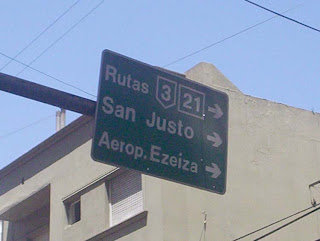 Rutas 3 21 →
San Justo →
Aerop. Ezeiza →